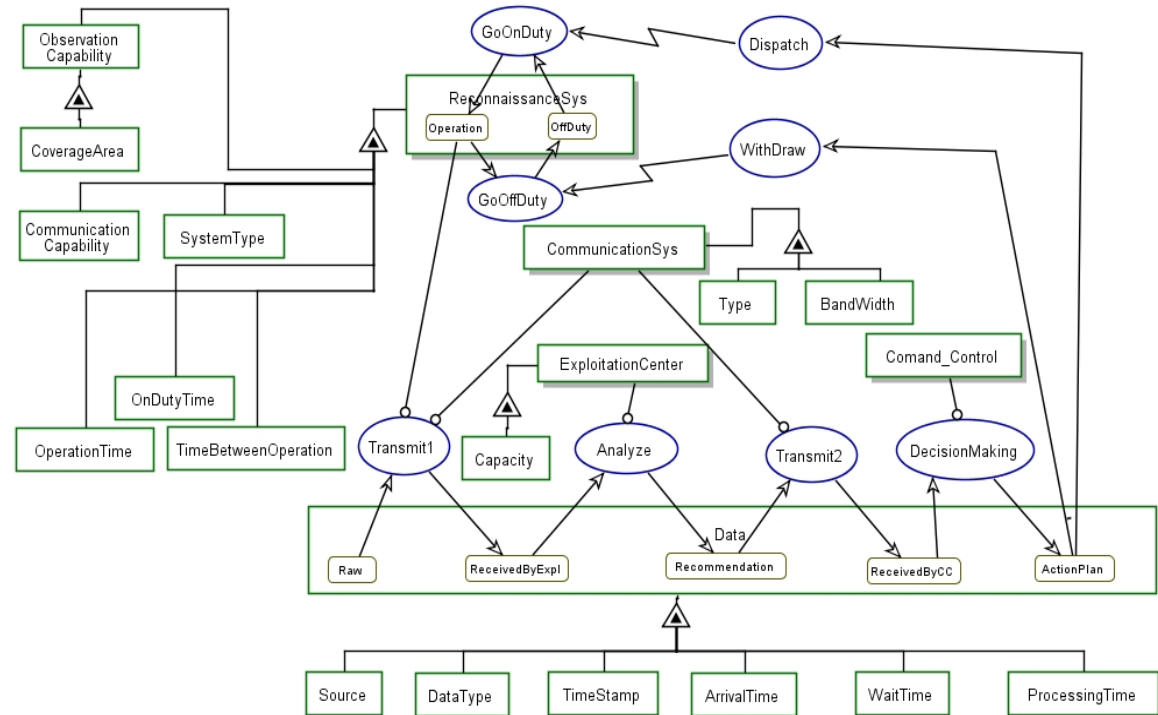 GoOnDuty
Dispatch
Observation
Capability
ReconnaissanceSys
Operation
OffDuty
CoverageArea
WithDraw
GoOffDuty
Communication
Capability
SystemType
CommunicationSys
Type
BandWidth
ExploitationCenter
Comand_Control
OnDutyTime
OperationTime
TimeBetweenOperation
Transmit1
Capacity
Analyze
Transmit2
DecisionMaking
Data
Raw
ReceivedByExpl
Recommendation
ReceivedByCC
ActionPlan
Source
DataType
TimeStamp
ArrivalTime
WaitTime
ProcessingTime